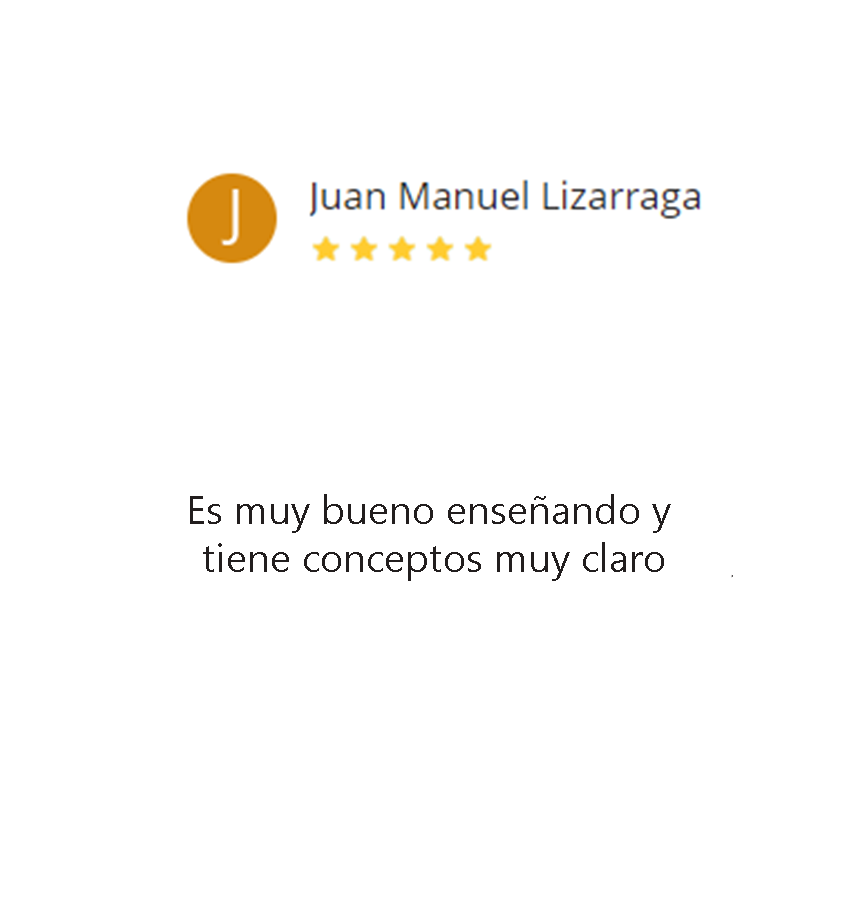 J
Juan Manuel Lizarraga
Es muy bueno enseñando y
tiene conceptos muy claro